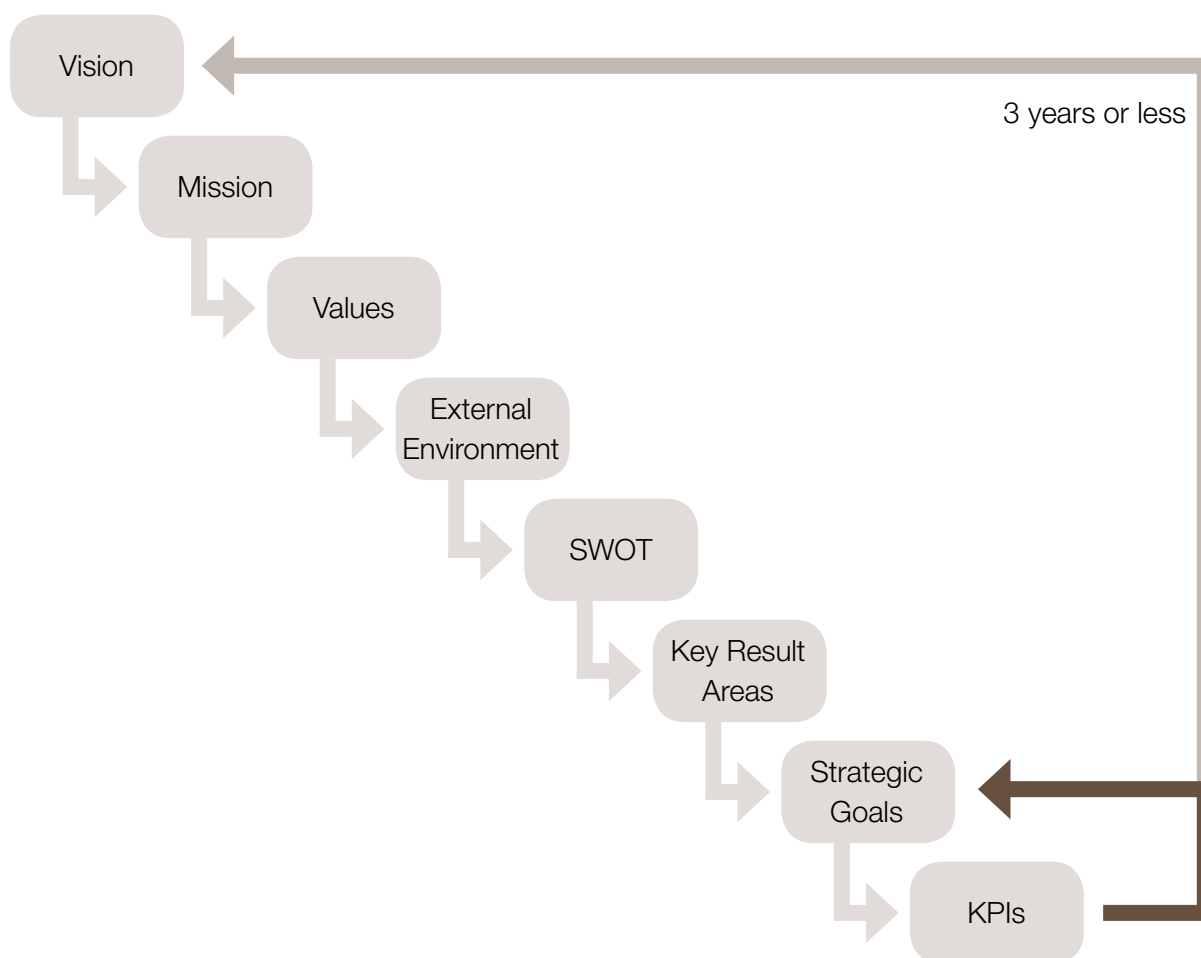 Vision
3 years or less
Mission
Values
External
Environment
SWOT
Key Result
Areas
Strategic
Goals
KPIs